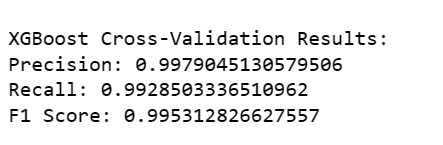 XGBoost Cross-Validation Results:
Precision: 0.9979045130579506
Recall: 0.9928503336510962
F1 Score: 0.995312826627557